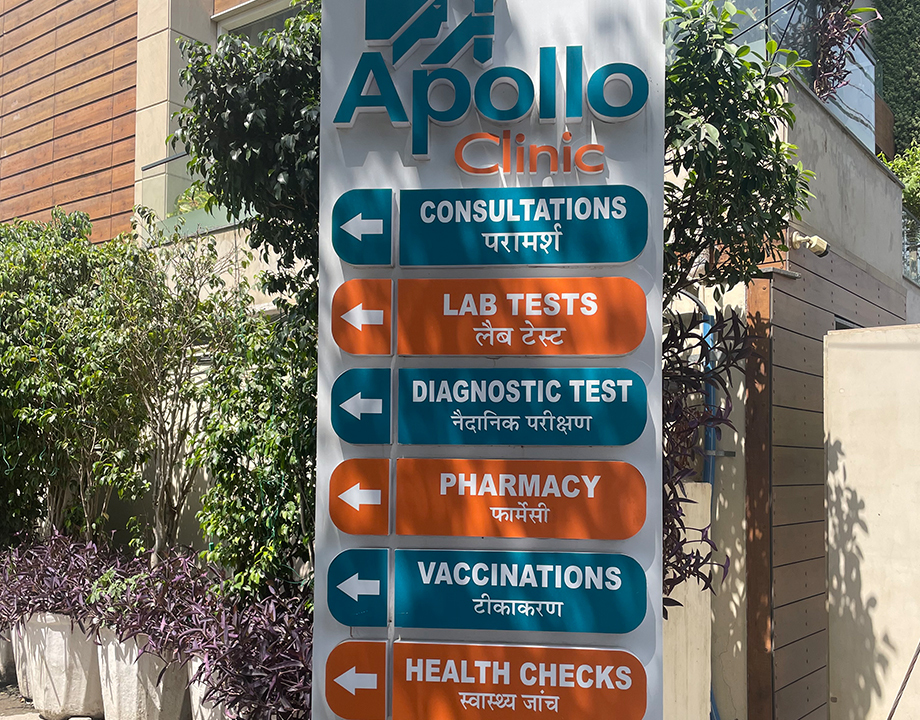 Apollo
Clinic
CONSULTATIONS
परामर्श
LAB TESTS
लैब टेस्ट
DIAGNOSTIC TEST
नैदानिक परीक्षण
PHARMACY
फार्मेसी
VACCINATIONS
टीकाकरण
HEALTH CHECKS
स्वास्थ्य जांच